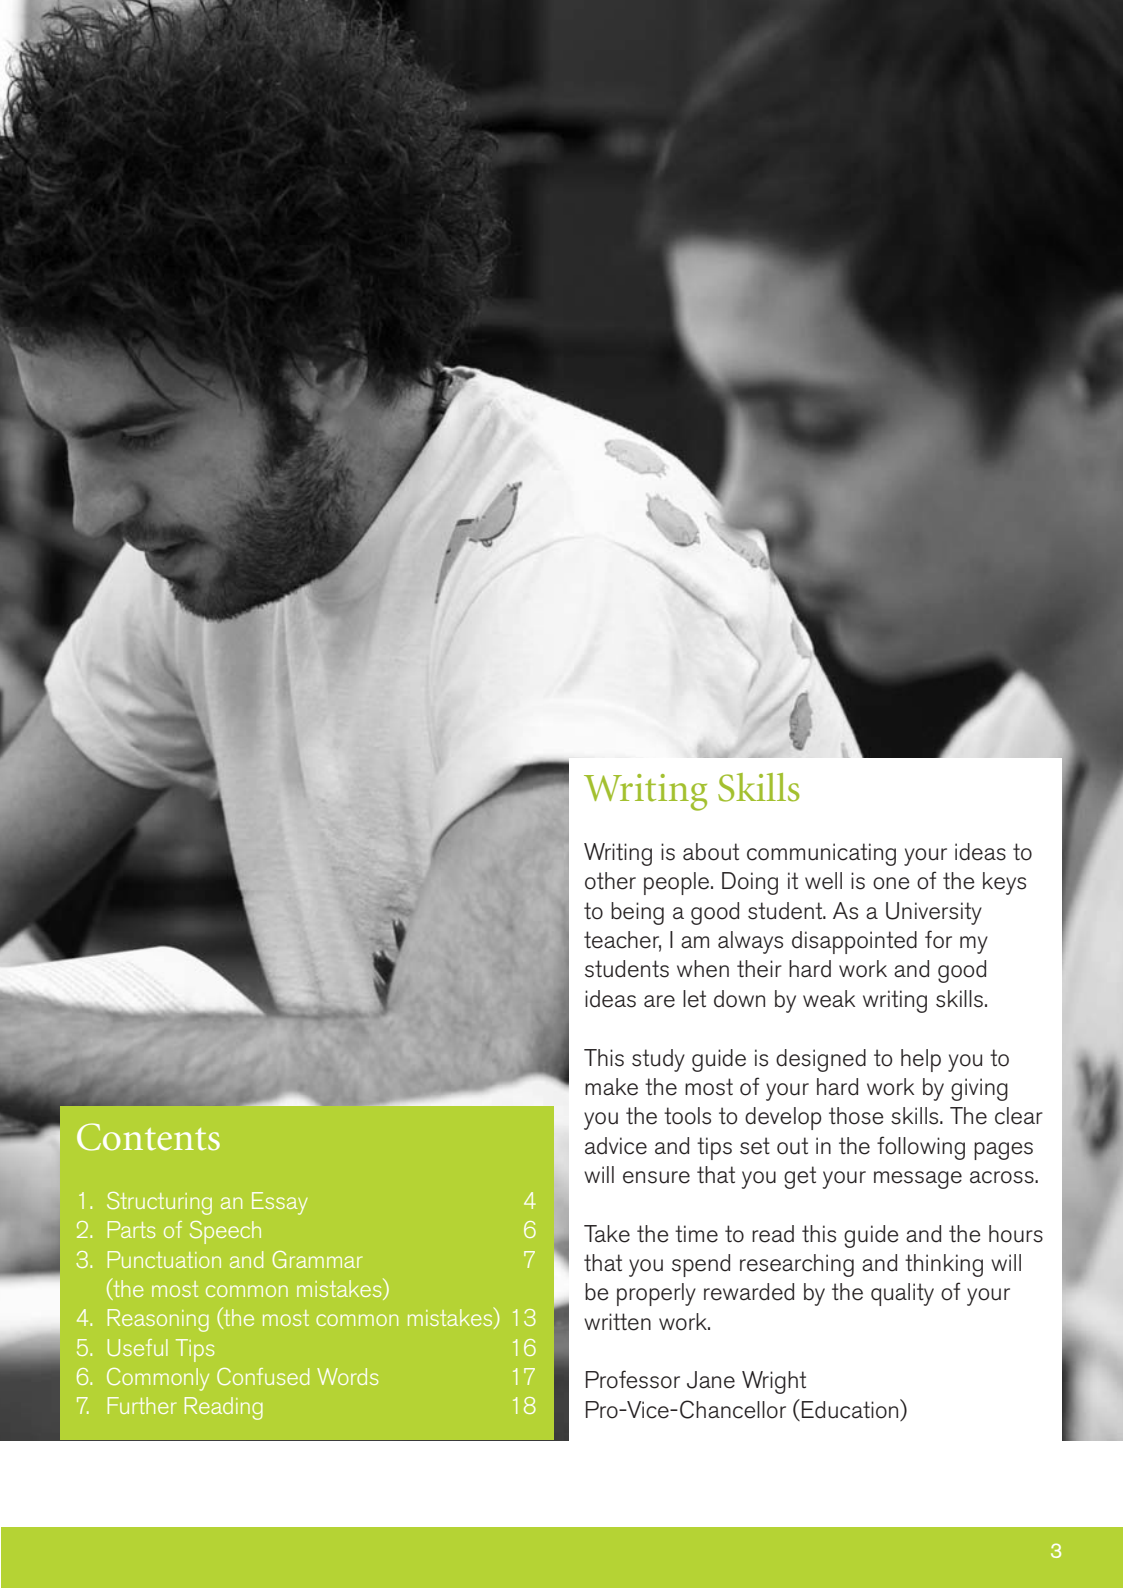 Writing Skills
Writing is about communicating your ideas to
other people. Doing it well is one of the keys
to being a good student. As a University
teacher, I am always disappointed for my
students when their hard work and good
ideas are let down by weak writing skills.
This study guide is designed to help you to
make the most of your hard work by giving
you the tools to develop those skills. The clear
advice and tips set out in the following pages
will ensure that you get your message across.
Take the time to read this guide and the hours
that you spend researching and thinking will
be properly rewarded by the quality of your
written work.
Professor Jane Wright
Pro-Vice-Chancellor (Education)
Contents
1. Structuring an Essay 4
2. Parts of Speech 6
3. Punctuation and Grammar 7
(the most common mistakes)
4. Reasoning (the most common mistakes) 13
5. Useful Tips 16
6. Commonly Confused Words 17
7. Further Reading 18
3